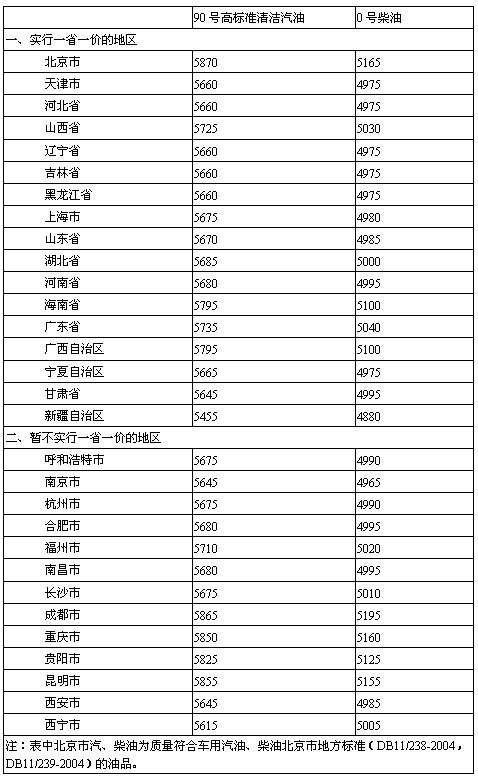 90 号高标准清洁汽油 0 号柴油
一、实行一省一价的地区
北京市 5870 5165
天津市 5660 4975
河北省 5660 4975
山西省 5725 5030
辽宁省 5660 4975
吉林省 5660 4975
黑龙江省 5660 4975
上海市 5675 4980
山东省 5670 4985
湖北省 5685 5000
河南省 5680 4995
海南省 5795 5100
广东省 5735 5040
广西自治区 5795 5100
宁夏自治区 5665 4975
甘肃省 5645 4995
新疆自治区 5455 4880
二、暂不实行一省一价的地区
呼和浩特市 5675 4990
南京市 5645 4965
杭州市 5675 4990
合肥市 5680 4995
福州市 5710 5020
南昌市 5680 4995
长沙市 5675 5010
成都市 5865 5195
重庆市 5850 5160
贵阳市 5825 5125
昆明市 5855 5155
西安市 5645 4985
西宁市 5615 5005
注：表中北京市汽、柴油为质量符合车用汽油、柴油北京市地方标准（DB11/238-2004，
DB11/239-2004）的油品。